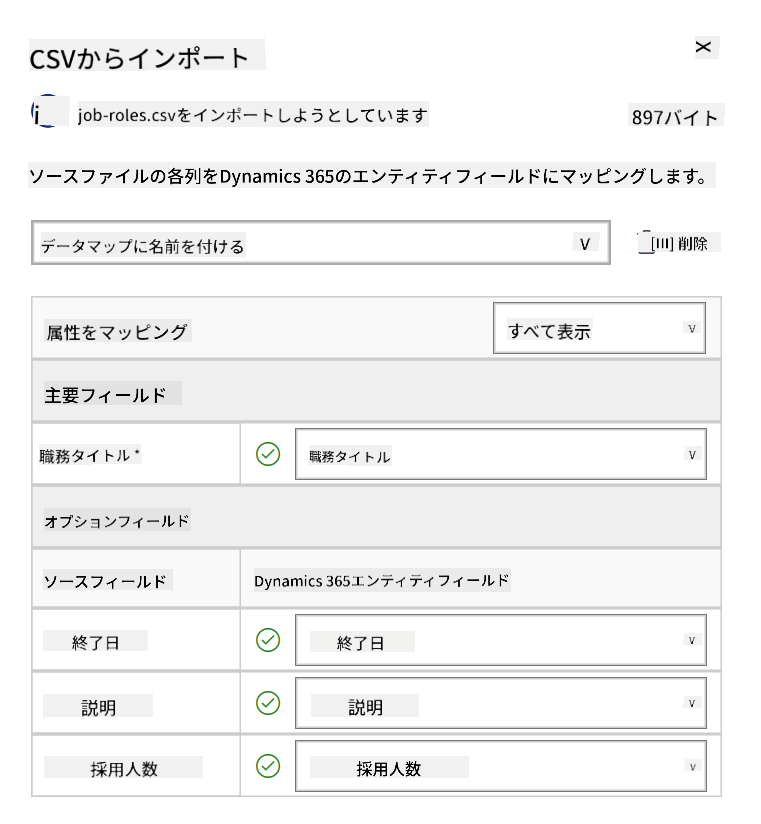 CSVからインポート
job-roles.csvをインポートしようとしています 897バイト
ソースファイルの各列をDynamics 365のエンティティフィールドにマッピングします。
データマップに名前を付ける 削除
属性をマッピング すべて表示
主要フィールド
職務タイトル * 職務タイトル
オプションフィールド
ソースフィールド Dynamics 365エンティティフィールド
終了日 終了日
説明 説明
採用人数 採用人数